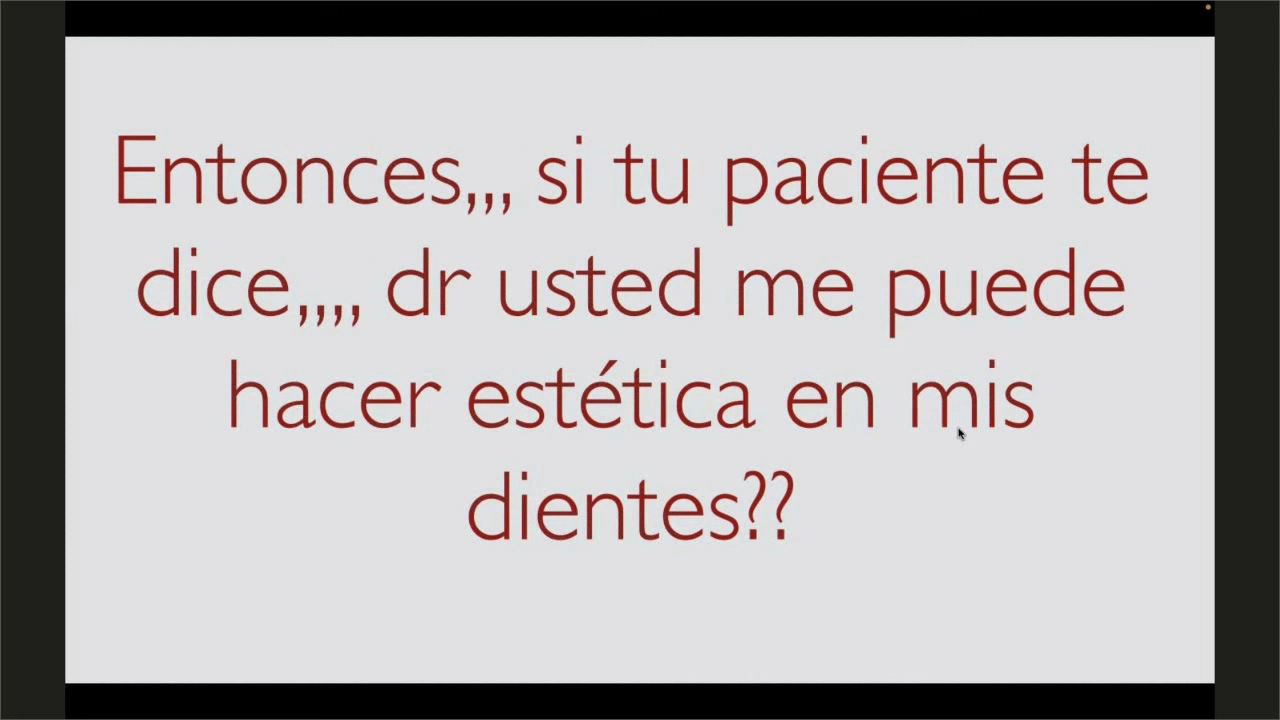 Entonces,,, si tu paciente te
dice,,,, dr usted me puede
hacer estética en mis
dientes??